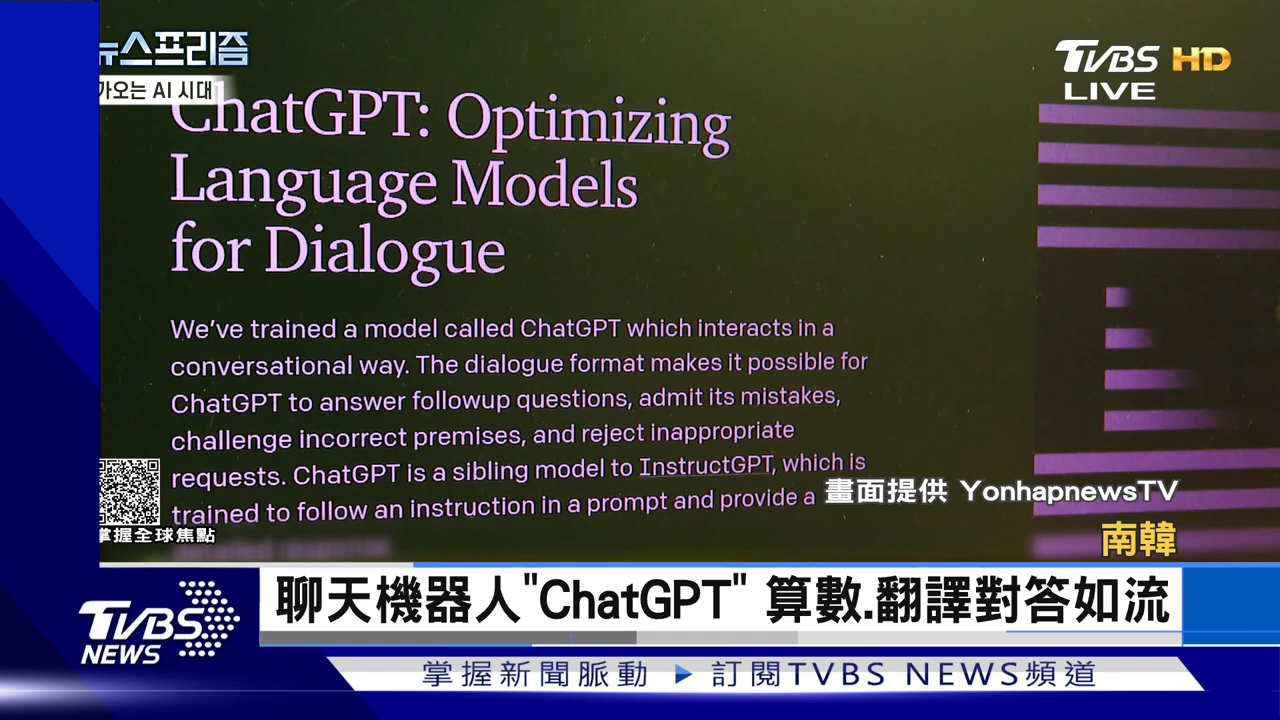 뉴스프리즘
가오는 AI 시대
TVBS HD
LIVE
ChatGPT: Optimizing
Language Models
for Dialogue
We've trained a model called ChatGPT which interacts in a
conversational way. The dialogue format makes it possible for
ChatGPT to answer followup questions, admit its mistakes,
challenge incorrect premises, and reject inappropriate
requests. ChatGPT is a sibling model to InstructGPT, which is
trained to follow an instruction in a prompt and provide a
畫面提供 YonhapnewsTV
掌握全球焦點
南韓
聊天機器人"ChatGPT" 算數.翻譯對答如流
TVBS
NEWS
掌握新聞脈動 ▶ 訂閱TVBS NEWS頻道